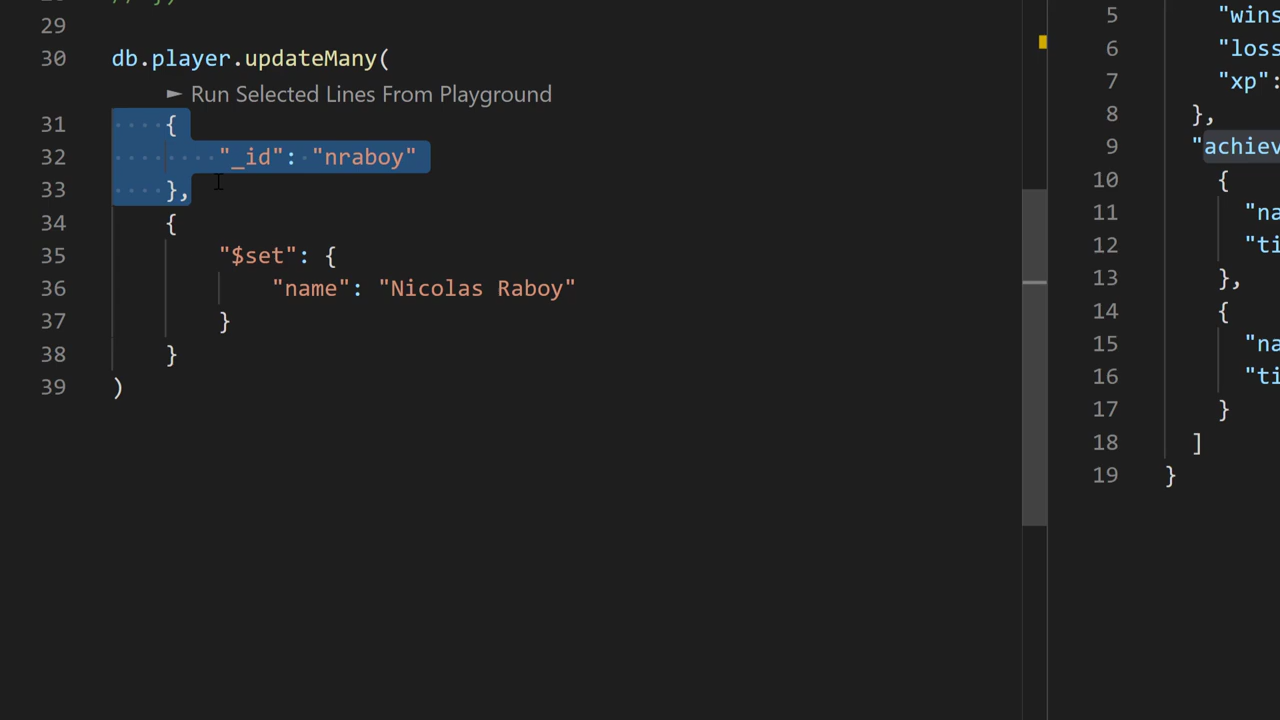 29
30 db.player.updateMany(
► Run Selected Lines From Playground
31 {
32 "_id": "nraboy"
33 },
34 {
35 "$set": {
36 "name": "Nicolas Raboy"
37 }
38 }
39 )
5 "wins
6 "loss
7 "xp":
8 },
9 "achiev
10 {
11 "na
12 "ti
13 },
14 {
15 "na
16 "ti
17 }
18 ]
19 }